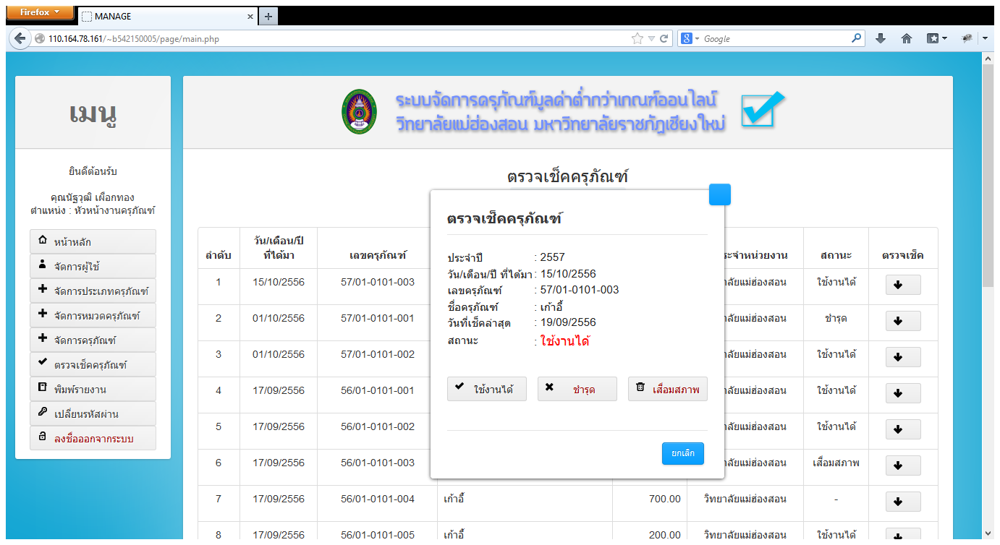 Firefox
MANAGE
110.164.78.161/~b542150005/page/main.php
Google
เมนู
ยินดีต้อนรับ
คุณนัฐวุฒิ เผือกทอง
ตำแหน่ง : หัวหน้างานครุภัณฑ์
หน้าหลัก
จัดการผู้ใช้
จัดการประเภทครุภัณฑ์
จัดการหมวดครุภัณฑ์
จัดการครุภัณฑ์
ตรวจเช็คครุภัณฑ์
พิมพ์รายงาน
เปลี่ยนรหัสผ่าน
ลงชื่อออกจากระบบ
ระบบจัดการครุภัณฑ์มูลค่าต่ำกว่าเกณฑ์ออนไลน์
วิทยาลัยแม่ฮ่องสอน มหาวิทยาลัยราชภัฏเชียงใหม่
ตรวจเช็คครุภัณฑ์
ลำดับ วัน/เดือน/ปี ที่ได้มา เลขครุภัณฑ์ ระจำหน่วยงาน สถานะ ตรวจเช็ค
1 15/10/2556 57/01-0101-003 าลัยแม่ฮ่องสอน ใช้งานได้
2 01/10/2556 57/01-0101-001 าลัยแม่ฮ่องสอน ชำรุด
3 01/10/2556 57/01-0101-002 าลัยแม่ฮ่องสอน ใช้งานได้
4 17/09/2556 56/01-0101-001 าลัยแม่ฮ่องสอน ใช้งานได้
5 17/09/2556 56/01-0101-002 าลัยแม่ฮ่องสอน ใช้งานได้
6 17/09/2556 56/01-0101-003 าลัยแม่ฮ่องสอน เสื่อมสภาพ
7 17/09/2556 56/01-0101-004 เก้าอี้ 700.00 วิทยาลัยแม่ฮ่องสอน -
8 17/09/2556 56/01-0101-005 เก้าอี้ 200.00 วิทยาลัยแม่ฮ่องสอน ใช้งานได้
ตรวจเช็คครุภัณฑ์
ประจำปี : 2557
วัน/เดือน/ปี ที่ได้มา : 15/10/2556
เลขครุภัณฑ์ : 57/01-0101-003
ชื่อครุภัณฑ์ : เก้าอี้
วันที่เช็คล่าสุด : 19/09/2556
สถานะ : ใช้งานได้
ใช้งานได้ ชำรุด เสื่อมสภาพ
ยกเลิก